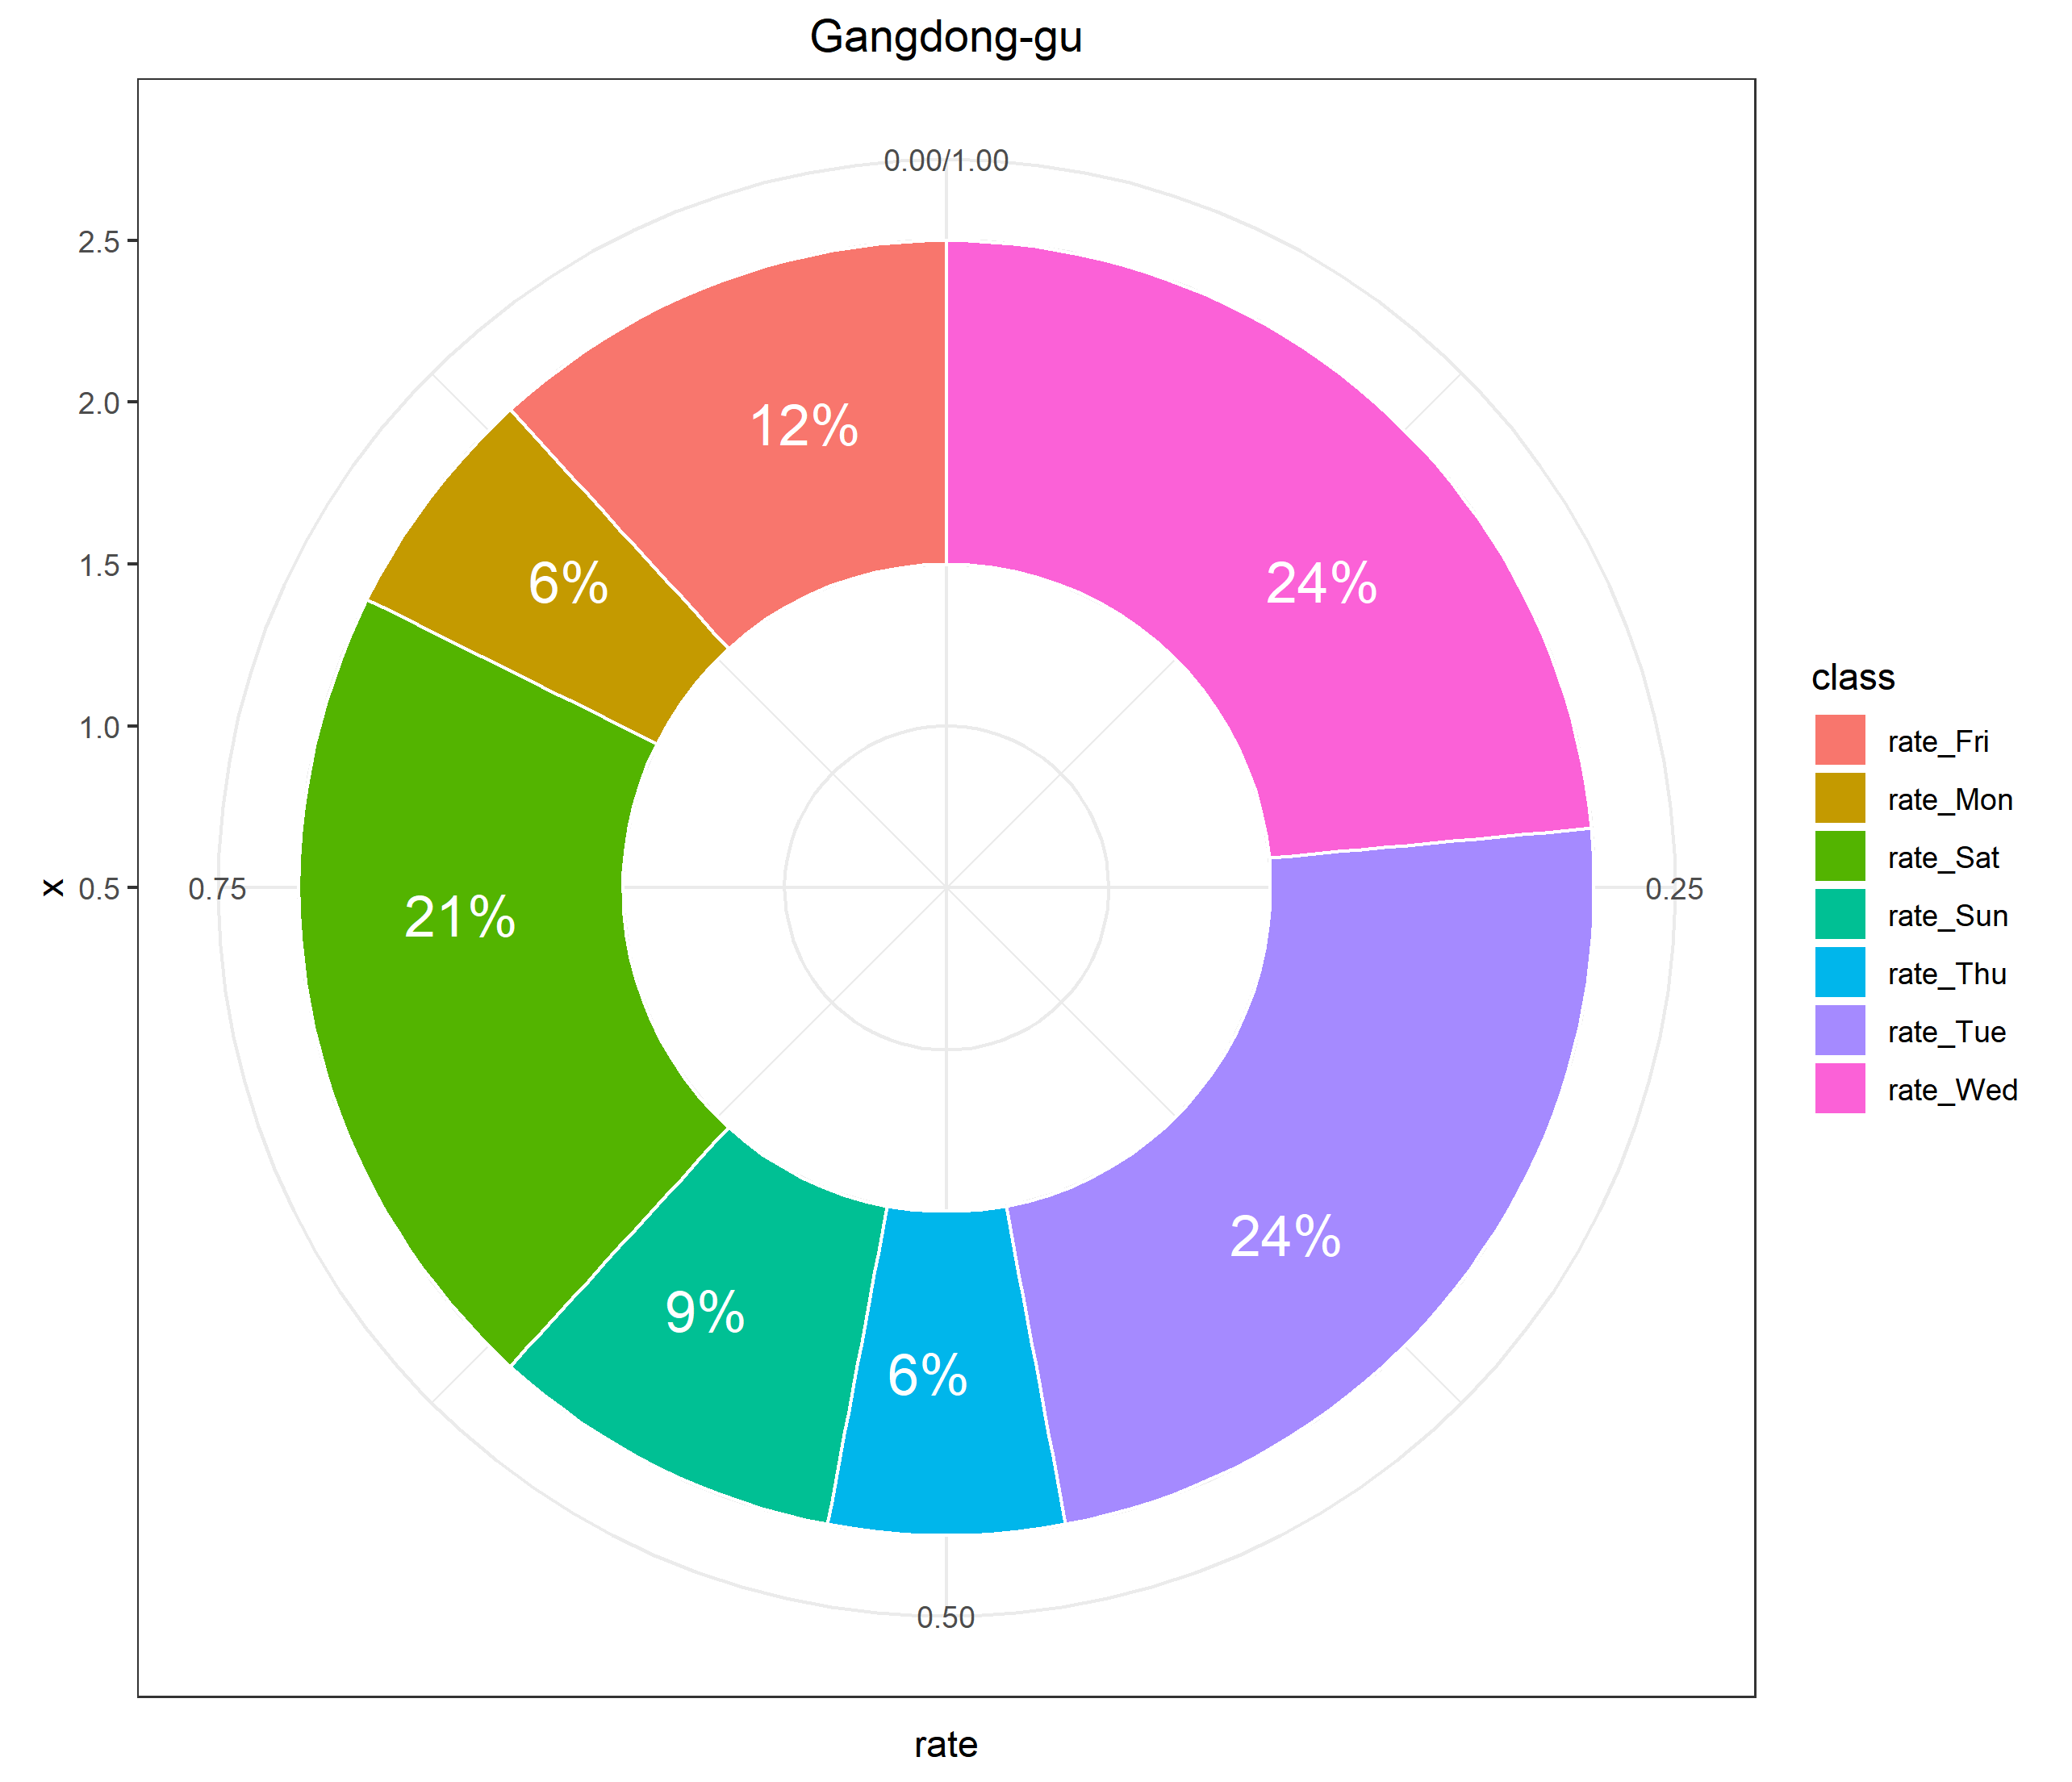 Gangdong-gu
0.00/1.00
2.5
2.0
1.5
1.0
0.5
x
0.75
0.25
0.50
12%
24%
6%
21%
24%
9%
6%
rate
class
rate_Fri
rate_Mon
rate_Sat
rate_Sun
rate_Thu
rate_Tue
rate_Wed